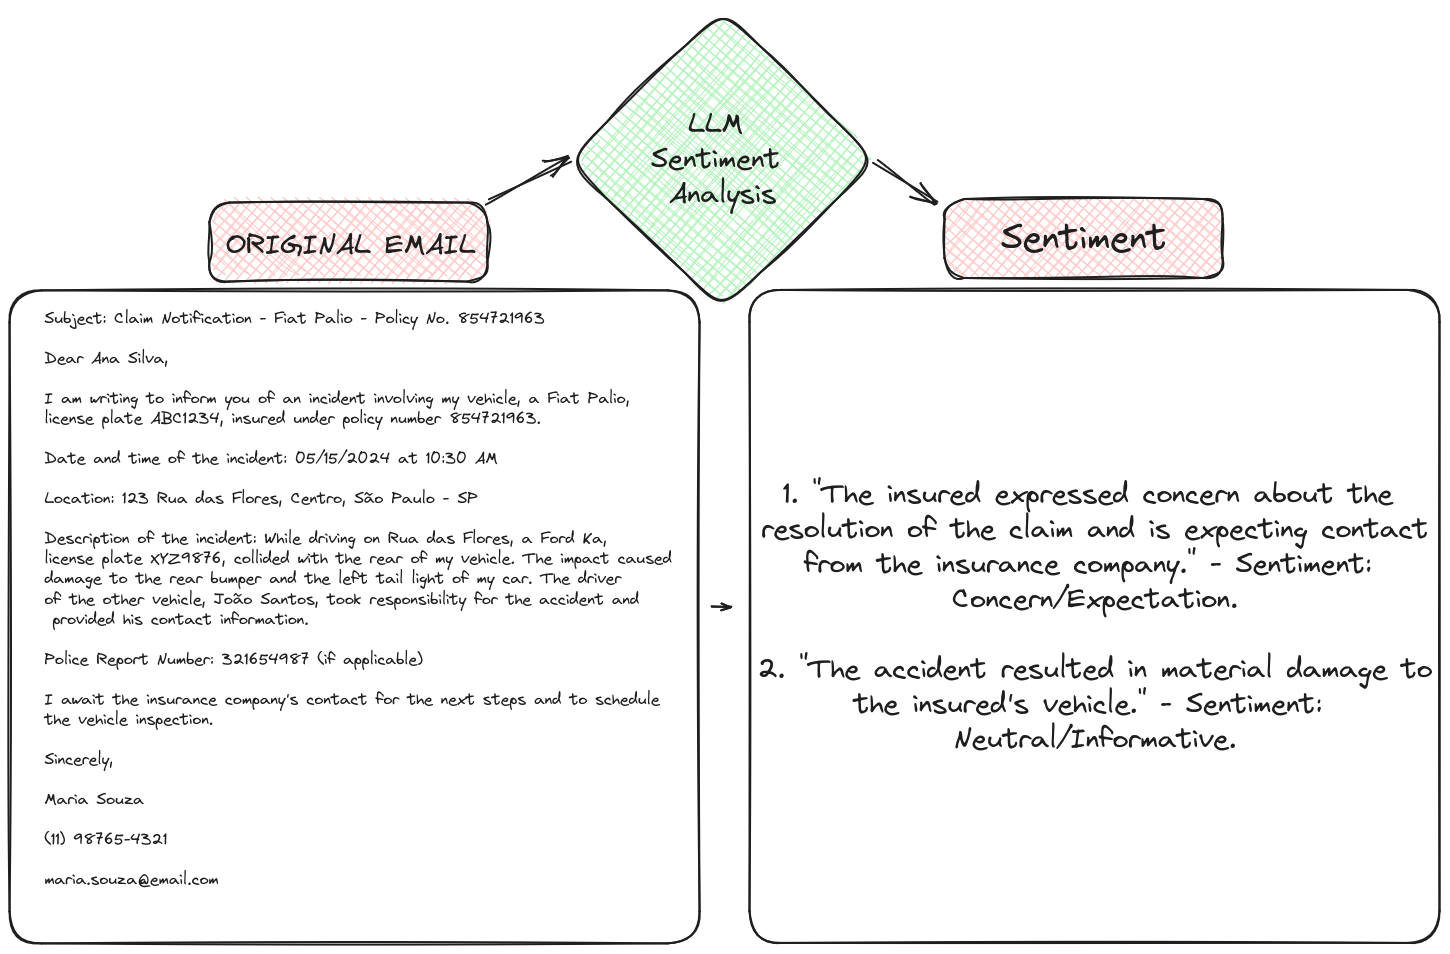 LLM
Sentiment
Analysis
ORIGINAL EMAIL
Sentiment
Subject: Claim Notification - Fiat Palio - Policy No. 854721963
Dear Ana Silva,
I am writing to inform you of an incident involving my vehicle, a Fiat Palio,
license plate ABC1234, insured under policy number 854721963.
Date and time of the incident: 05/15/2024 at 10:30 AM
Location: 123 Rua das Flores, Centro, São Paulo - SP
Description of the incident: While driving on Rua das Flores, a Ford Ka,
license plate XYZ9876, collided with the rear of my vehicle. The impact caused
damage to the rear bumper and the left tail light of my car. The driver
of the other vehicle, João Santos, took responsibility for the accident and
provided his contact information.
Police Report Number: 321654987 (if applicable)
I await the insurance company's contact for the next steps and to schedule
the vehicle inspection.
Sincerely,
Maria Souza
(11) 98765-4321
maria.souza@email.com
1. "The insured expressed concern about the
resolution of the claim and is expecting contact
from the insurance company." - Sentiment:
Concern/Expectation.
2. "The accident resulted in material damage to
the insured's vehicle." - Sentiment:
Neutral/Informative.